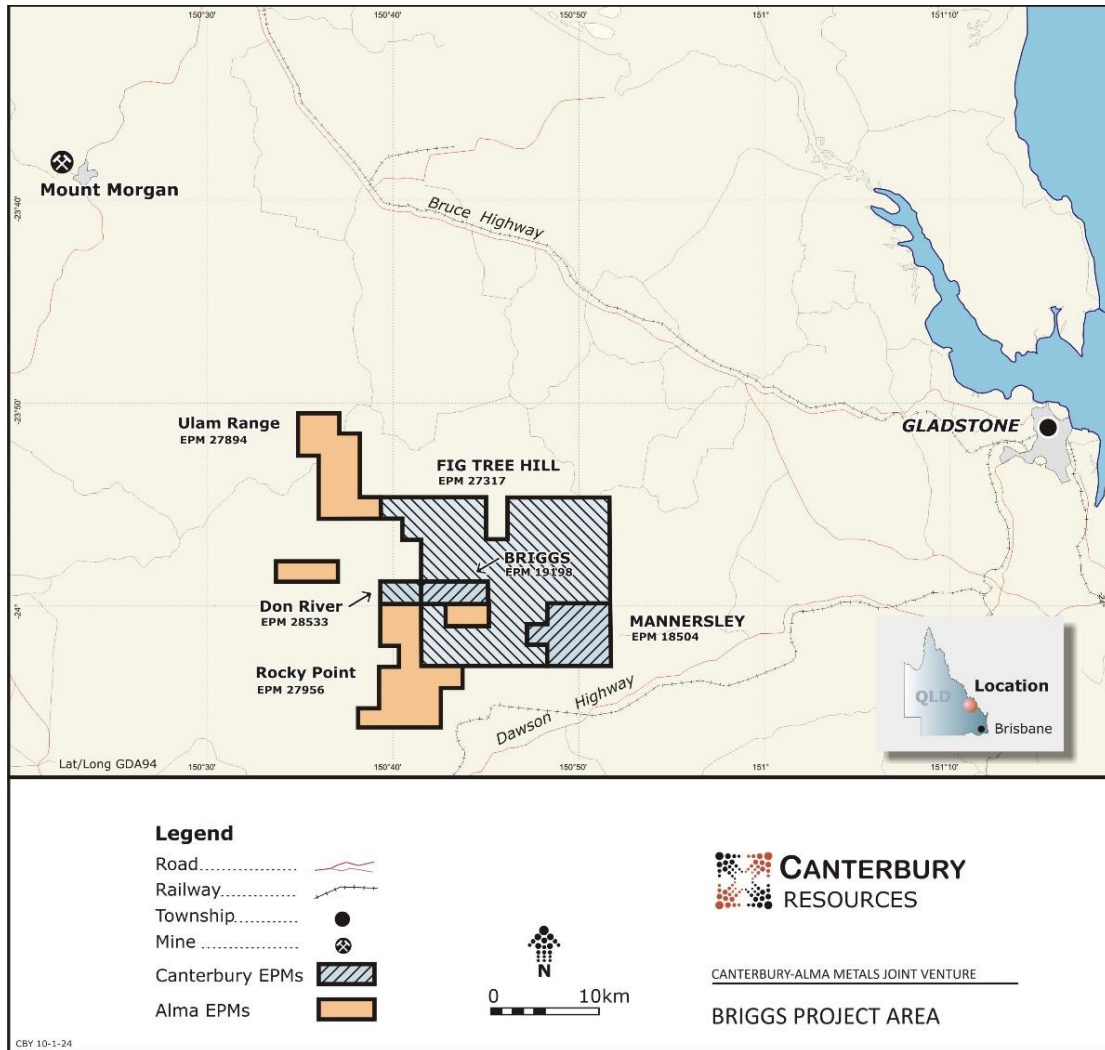 150°30'
150°40'
150°50'
151°
151°10'
Mount Morgan
-23°40'
Bruce Highway
-23°50'
Ulam Range
EPM 27894
GLADSTONE
FIG TREE HILL
EPM 27317
BRIGGS
EPM 19198
-24°
-24°
Don River
EPM 28533
MANNERSLEY
EPM 18504
Rocky Point
EPM 27956
Dawson Highway
QLD
Location
Brisbane
Lat/Long GDA94
150°30'
150°40'
150°50'
151°
151°10'
Legend
Road
Railway
Township
Mine
Canterbury EPMs
Alma EPMs
N
0 10km
CANTERBURY
RESOURCES
CANTERBURY-ALMA METALS JOINT VENTURE
BRIGGS PROJECT AREA
CBY 10-1-24